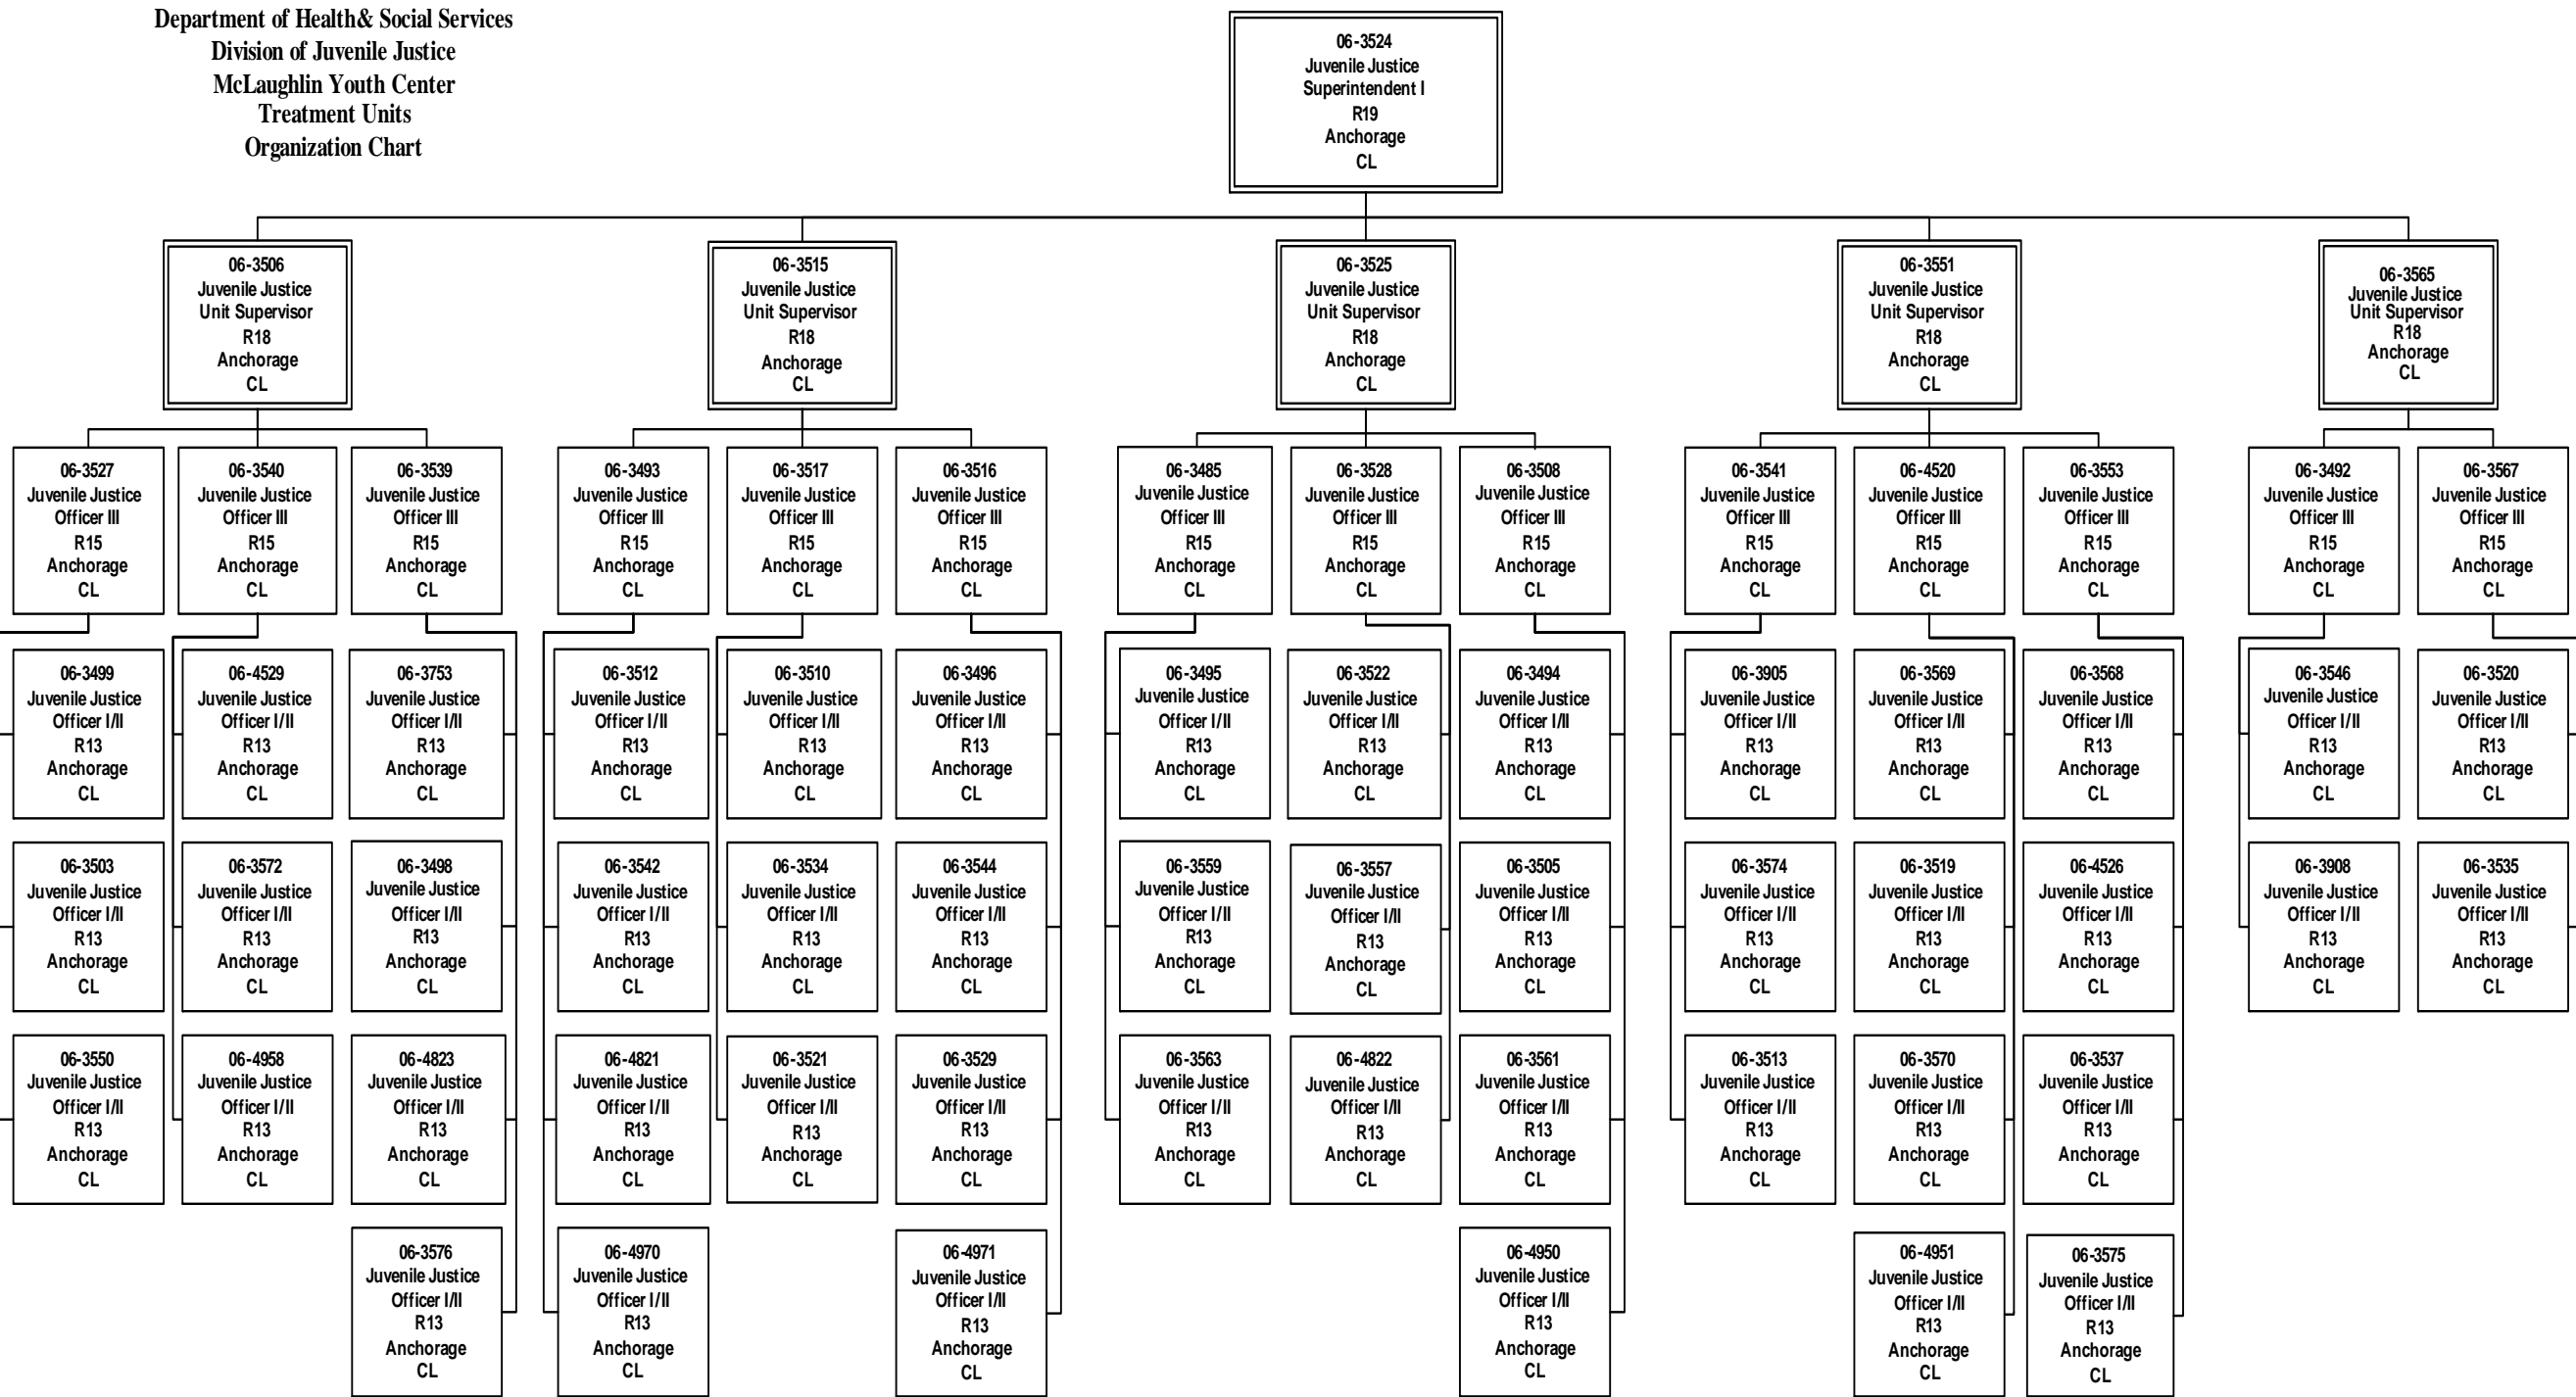 Department of Health& Social Services
Division of Juvenile Justice
McLaughlin Youth Center
Treatment Units
Organization Chart
06-3524
Juvenile Justice
Superintendent I
R19
Anchorage
CL
06-3506
Juvenile Justice
Unit Supervisor
R18
Anchorage
CL
06-3515
Juvenile Justice
Unit Supervisor
R18
Anchorage
CL
06-3525
Juvenile Justice
Unit Supervisor
R18
Anchorage
CL
06-3551
Juvenile Justice
Unit Supervisor
R18
Anchorage
CL
06-3565
Juvenile Justice
Unit Supervisor
R18
Anchorage
CL
06-3527
Juvenile Justice
Officer III
R15
Anchorage
CL
06-3540
Juvenile Justice
Officer III
R15
Anchorage
CL
06-3539
Juvenile Justice
Officer III
R15
Anchorage
CL
06-3493
Juvenile Justice
Officer III
R15
Anchorage
CL
06-3517
Juvenile Justice
Officer III
R15
Anchorage
CL
06-3516
Juvenile Justice
Officer III
R15
Anchorage
CL
06-3485
Juvenile Justice
Officer III
R15
Anchorage
CL
06-3528
Juvenile Justice
Officer III
R15
Anchorage
CL
06-3508
Juvenile Justice
Officer III
R15
Anchorage
CL
06-3541
Juvenile Justice
Officer III
R15
Anchorage
CL
06-4520
Juvenile Justice
Officer III
R15
Anchorage
CL
06-3553
Juvenile Justice
Officer III
R15
Anchorage
CL
06-3492
Juvenile Justice
Officer III
R15
Anchorage
CL
06-3567
Juvenile Justice
Officer III
R15
Anchorage
CL
06-3499
Juvenile Justice
Officer I/II
R13
Anchorage
CL
06-4529
Juvenile Justice
Officer I/II
R13
Anchorage
CL
06-3753
Juvenile Justice
Officer I/II
R13
Anchorage
CL
06-3512
Juvenile Justice
Officer I/II
R13
Anchorage
CL
06-3510
Juvenile Justice
Officer I/II
R13
Anchorage
CL
06-3496
Juvenile Justice
Officer I/II
R13
Anchorage
CL
06-3495
Juvenile Justice
Officer I/II
R13
Anchorage
CL
06-3522
Juvenile Justice
Officer I/II
R13
Anchorage
CL
06-3494
Juvenile Justice
Officer I/II
R13
Anchorage
CL
06-3905
Juvenile Justice
Officer I/II
R13
Anchorage
CL
06-3569
Juvenile Justice
Officer I/II
R13
Anchorage
CL
06-3568
Juvenile Justice
Officer I/II
R13
Anchorage
CL
06-3546
Juvenile Justice
Officer I/II
R13
Anchorage
CL
06-3520
Juvenile Justice
Officer I/II
R13
Anchorage
CL
06-3503
Juvenile Justice
Officer I/II
R13
Anchorage
CL
06-3572
Juvenile Justice
Officer I/II
R13
Anchorage
CL
06-3498
Juvenile Justice
Officer I/II
R13
Anchorage
CL
06-3542
Juvenile Justice
Officer I/II
R13
Anchorage
CL
06-3534
Juvenile Justice
Officer I/II
R13
Anchorage
CL
06-3544
Juvenile Justice
Officer I/II
R13
Anchorage
CL
06-3559
Juvenile Justice
Officer I/II
R13
Anchorage
CL
06-3557
Juvenile Justice
Officer I/II
R13
Anchorage
CL
06-3505
Juvenile Justice
Officer I/II
R13
Anchorage
CL
06-3574
Juvenile Justice
Officer I/II
R13
Anchorage
CL
06-3519
Juvenile Justice
Officer I/II
R13
Anchorage
CL
06-4526
Juvenile Justice
Officer I/II
R13
Anchorage
CL
06-3908
Juvenile Justice
Officer I/II
R13
Anchorage
CL
06-3535
Juvenile Justice
Officer I/II
R13
Anchorage
CL
06-3550
Juvenile Justice
Officer I/II
R13
Anchorage
CL
06-4958
Juvenile Justice
Officer I/II
R13
Anchorage
CL
06-4823
Juvenile Justice
Officer I/II
R13
Anchorage
CL
06-4821
Juvenile Justice
Officer I/II
R13
Anchorage
CL
06-3521
Juvenile Justice
Officer I/II
R13
Anchorage
CL
06-3529
Juvenile Justice
Officer I/II
R13
Anchorage
CL
06-3563
Juvenile Justice
Officer I/II
R13
Anchorage
CL
06-4822
Juvenile Justice
Officer I/II
R13
Anchorage
CL
06-3561
Juvenile Justice
Officer I/II
R13
Anchorage
CL
06-3513
Juvenile Justice
Officer I/II
R13
Anchorage
CL
06-3570
Juvenile Justice
Officer I/II
R13
Anchorage
CL
06-3537
Juvenile Justice
Officer I/II
R13
Anchorage
CL
06-3576
Juvenile Justice
Officer I/II
R13
Anchorage
CL
06-4970
Juvenile Justice
Officer I/II
R13
Anchorage
CL
06-4971
Juvenile Justice
Officer I/II
R13
Anchorage
CL
06-4950
Juvenile Justice
Officer I/II
R13
Anchorage
CL
06-4951
Juvenile Justice
Officer I/II
R13
Anchorage
CL
06-3575
Juvenile Justice
Officer I/II
R13
Anchorage
CL